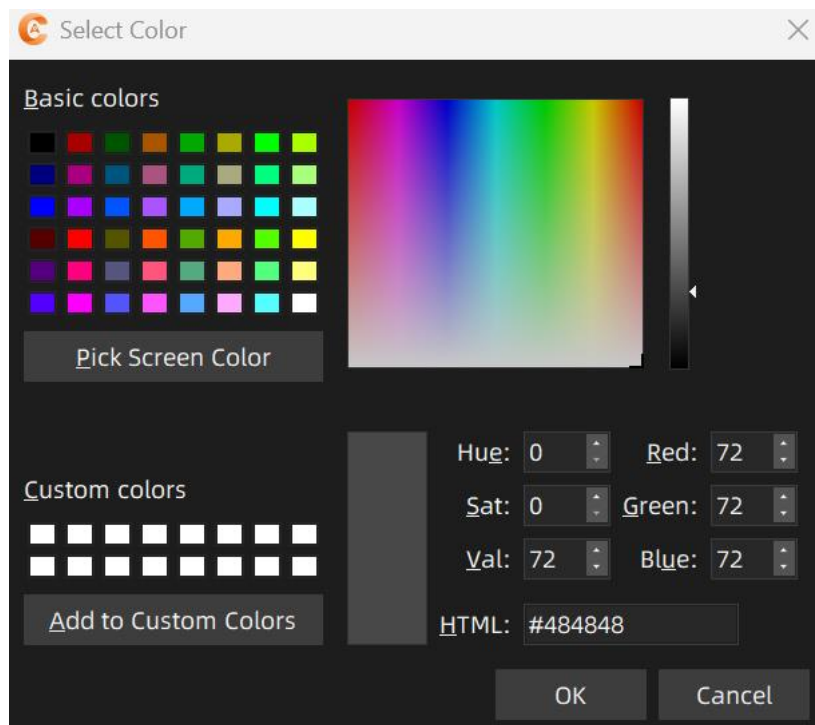 Select Color
Basic colors
Pick Screen Color
Custom colors
Add to Custom Colors
Hue: 0 Red: 72
Sat: 0 Green: 72
Val: 72 Blue: 72
HTML: #484848
OK Cancel